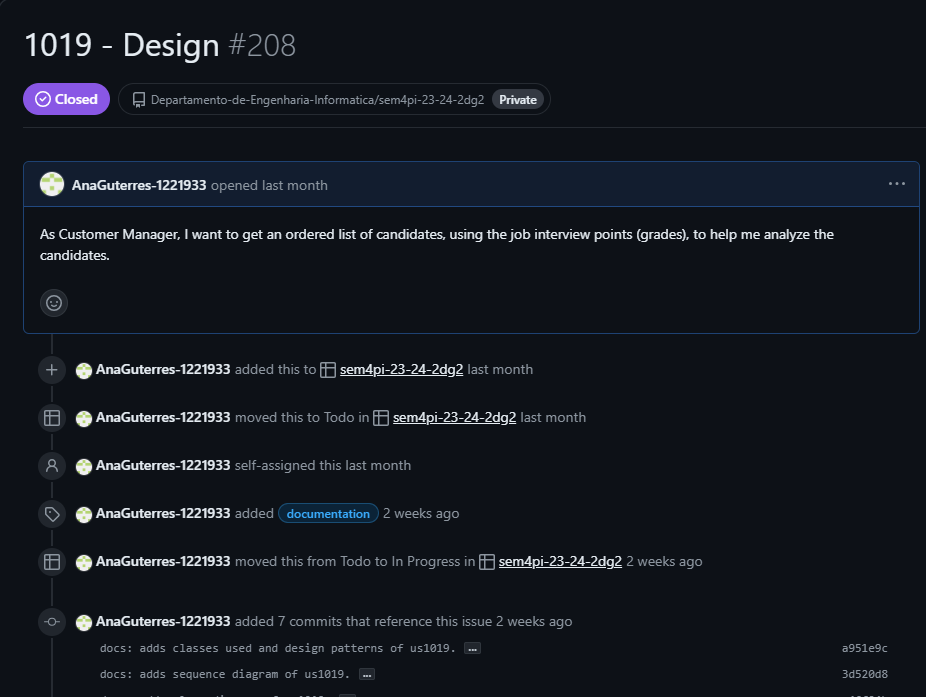 1019 - Design #208
Closed
Departamento-de-Engenharia-Informatica/sem4pi-23-24-2dg2 Private
AnaGuterres-1221933 opened last month ...
As Customer Manager, I want to get an ordered list of candidates, using the job interview points (grades), to help me analyze the
candidates.
AnaGuterres-1221933 added this to sem4pi-23-24-2dg2 last month
AnaGuterres-1221933 moved this to Todo in sem4pi-23-24-2dg2 last month
AnaGuterres-1221933 self-assigned this last month
AnaGuterres-1221933 added documentation 2 weeks ago
AnaGuterres-1221933 moved this from Todo to In Progress in sem4pi-23-24-2dg2 2 weeks ago
AnaGuterres-1221933 added 7 commits that reference this issue 2 weeks ago
docs: adds classes used and design patterns of us1019. ... a951e9c
docs: adds sequence diagram of us1019. ... 3d520d8